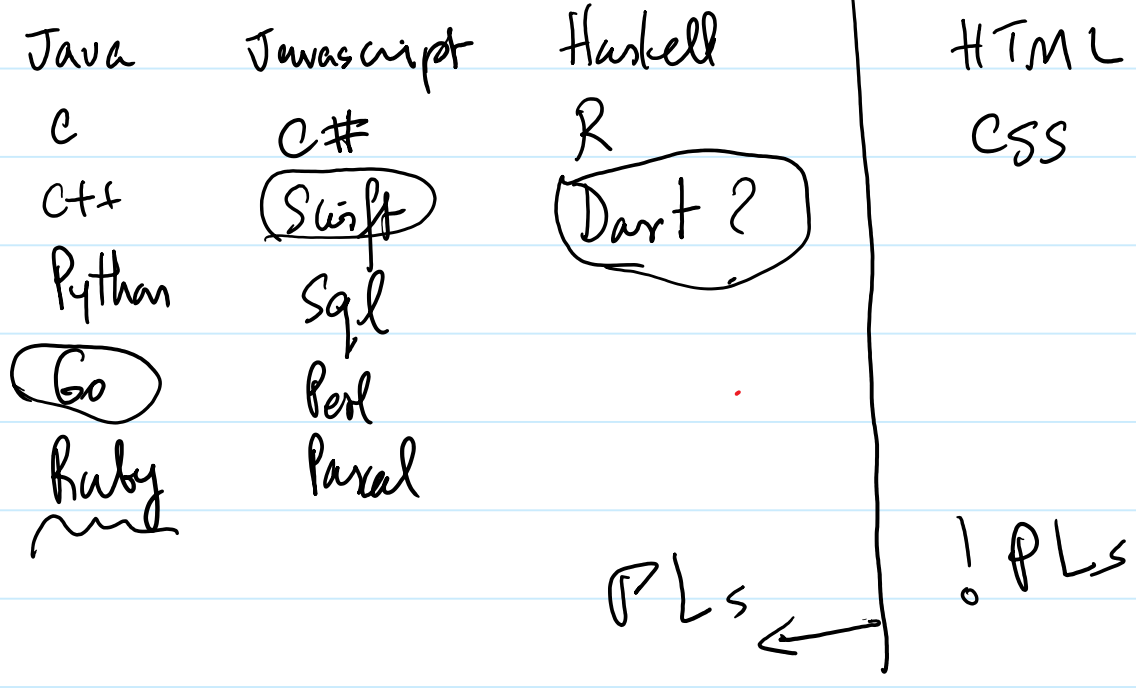 Java Javascript Haskell HTML
C C# R CSS
C++ Swift Dart ?
Python Sql
Go Perl
Ruby Pascal
PLs ! PLs